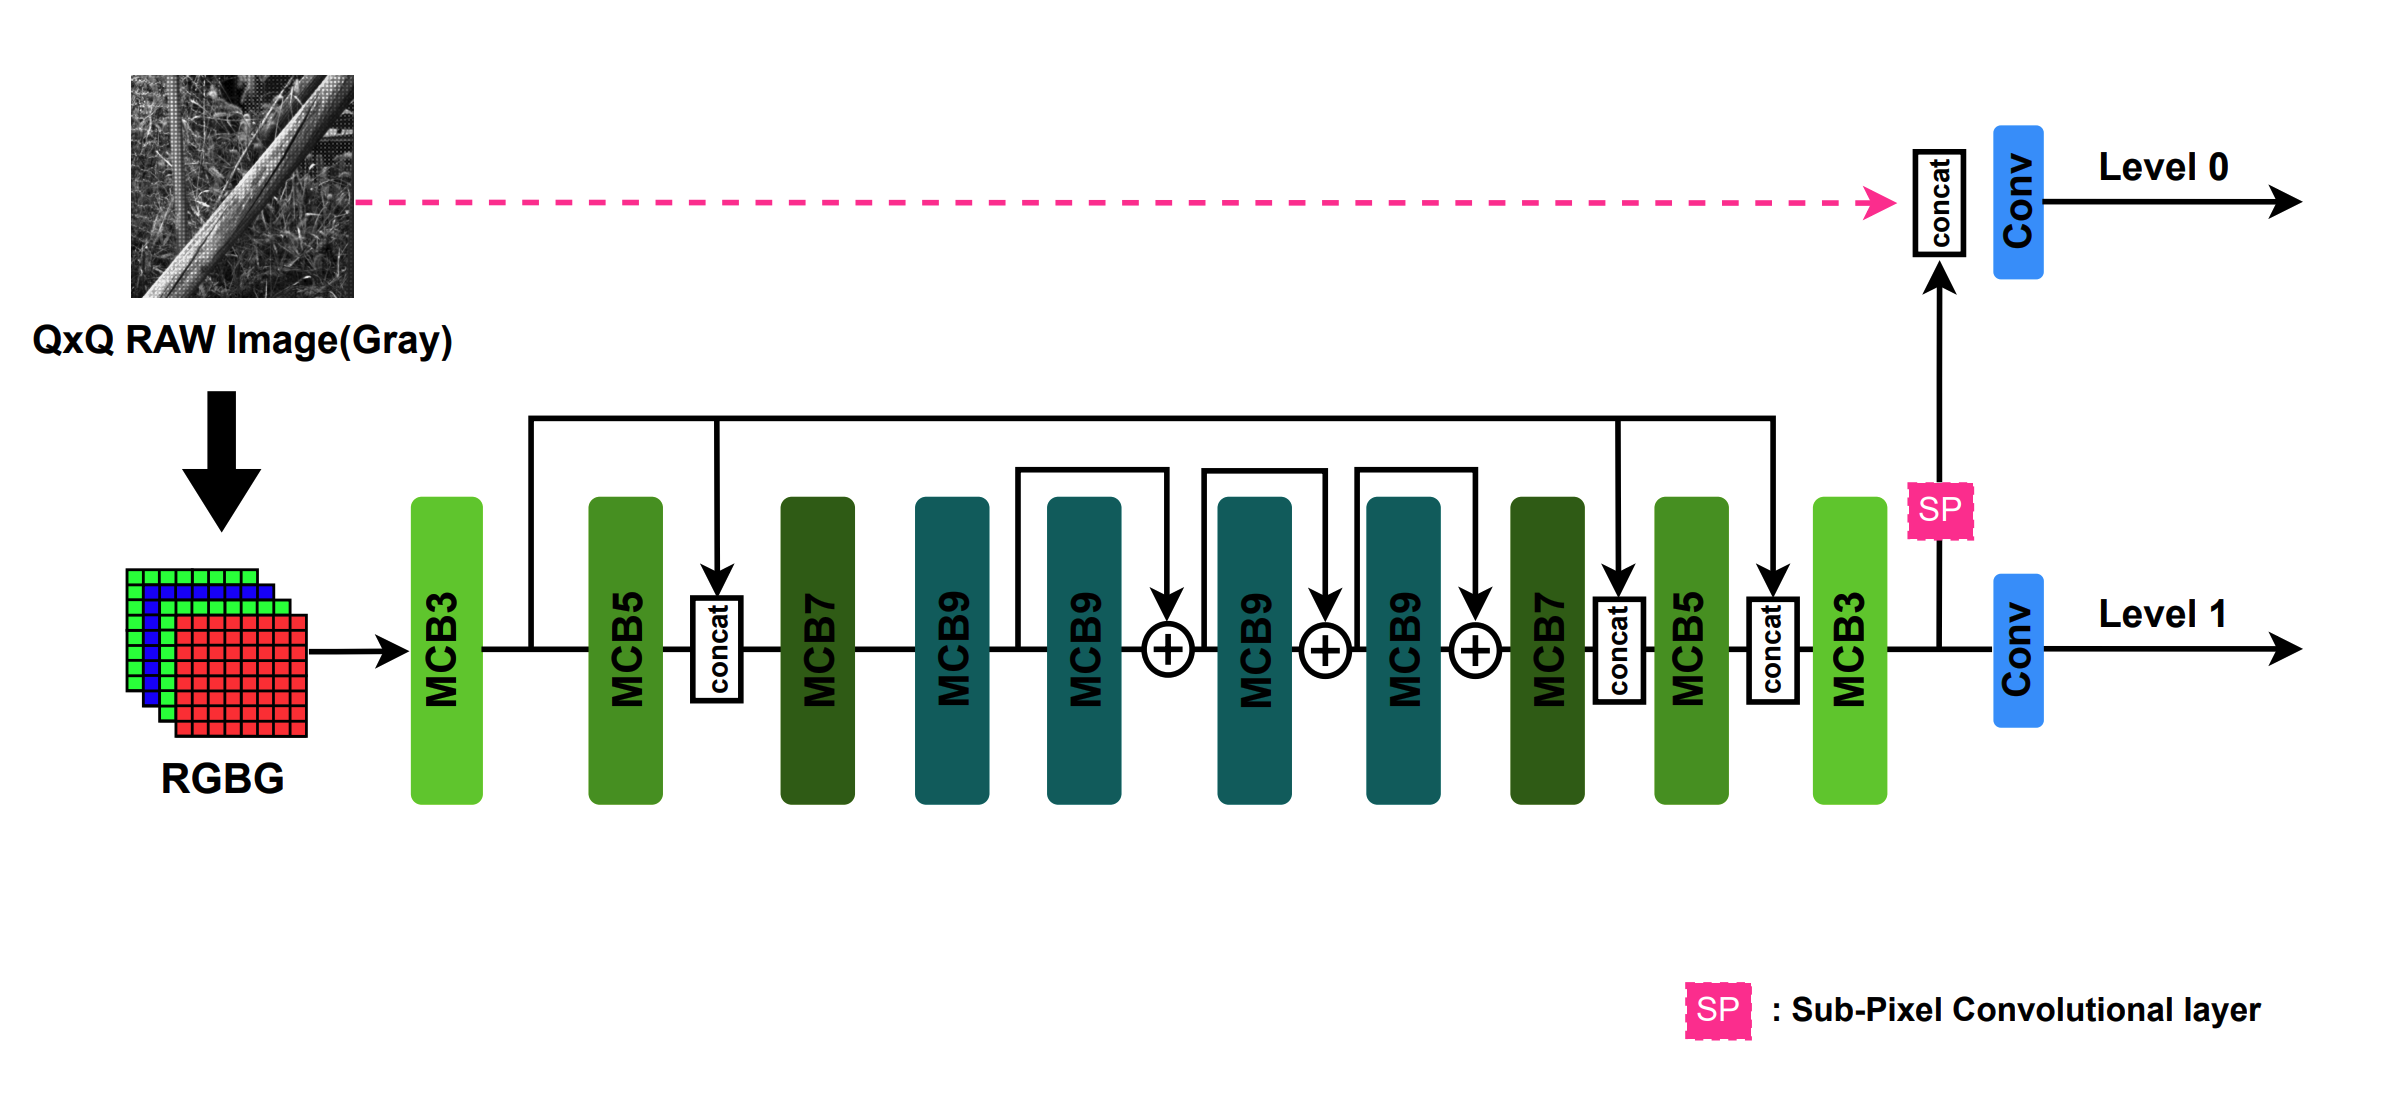 QxQ RAW Image(Gray)
concat
Conv
Level 0
SP
RGBG
MCB3
MCB5
concat
MCB7
MCB9
MCB9
MCB9
MCB9
MCB7
concat
MCB5
concat
MCB3
Conv
Level 1
SP : Sub-Pixel Convolutional layer